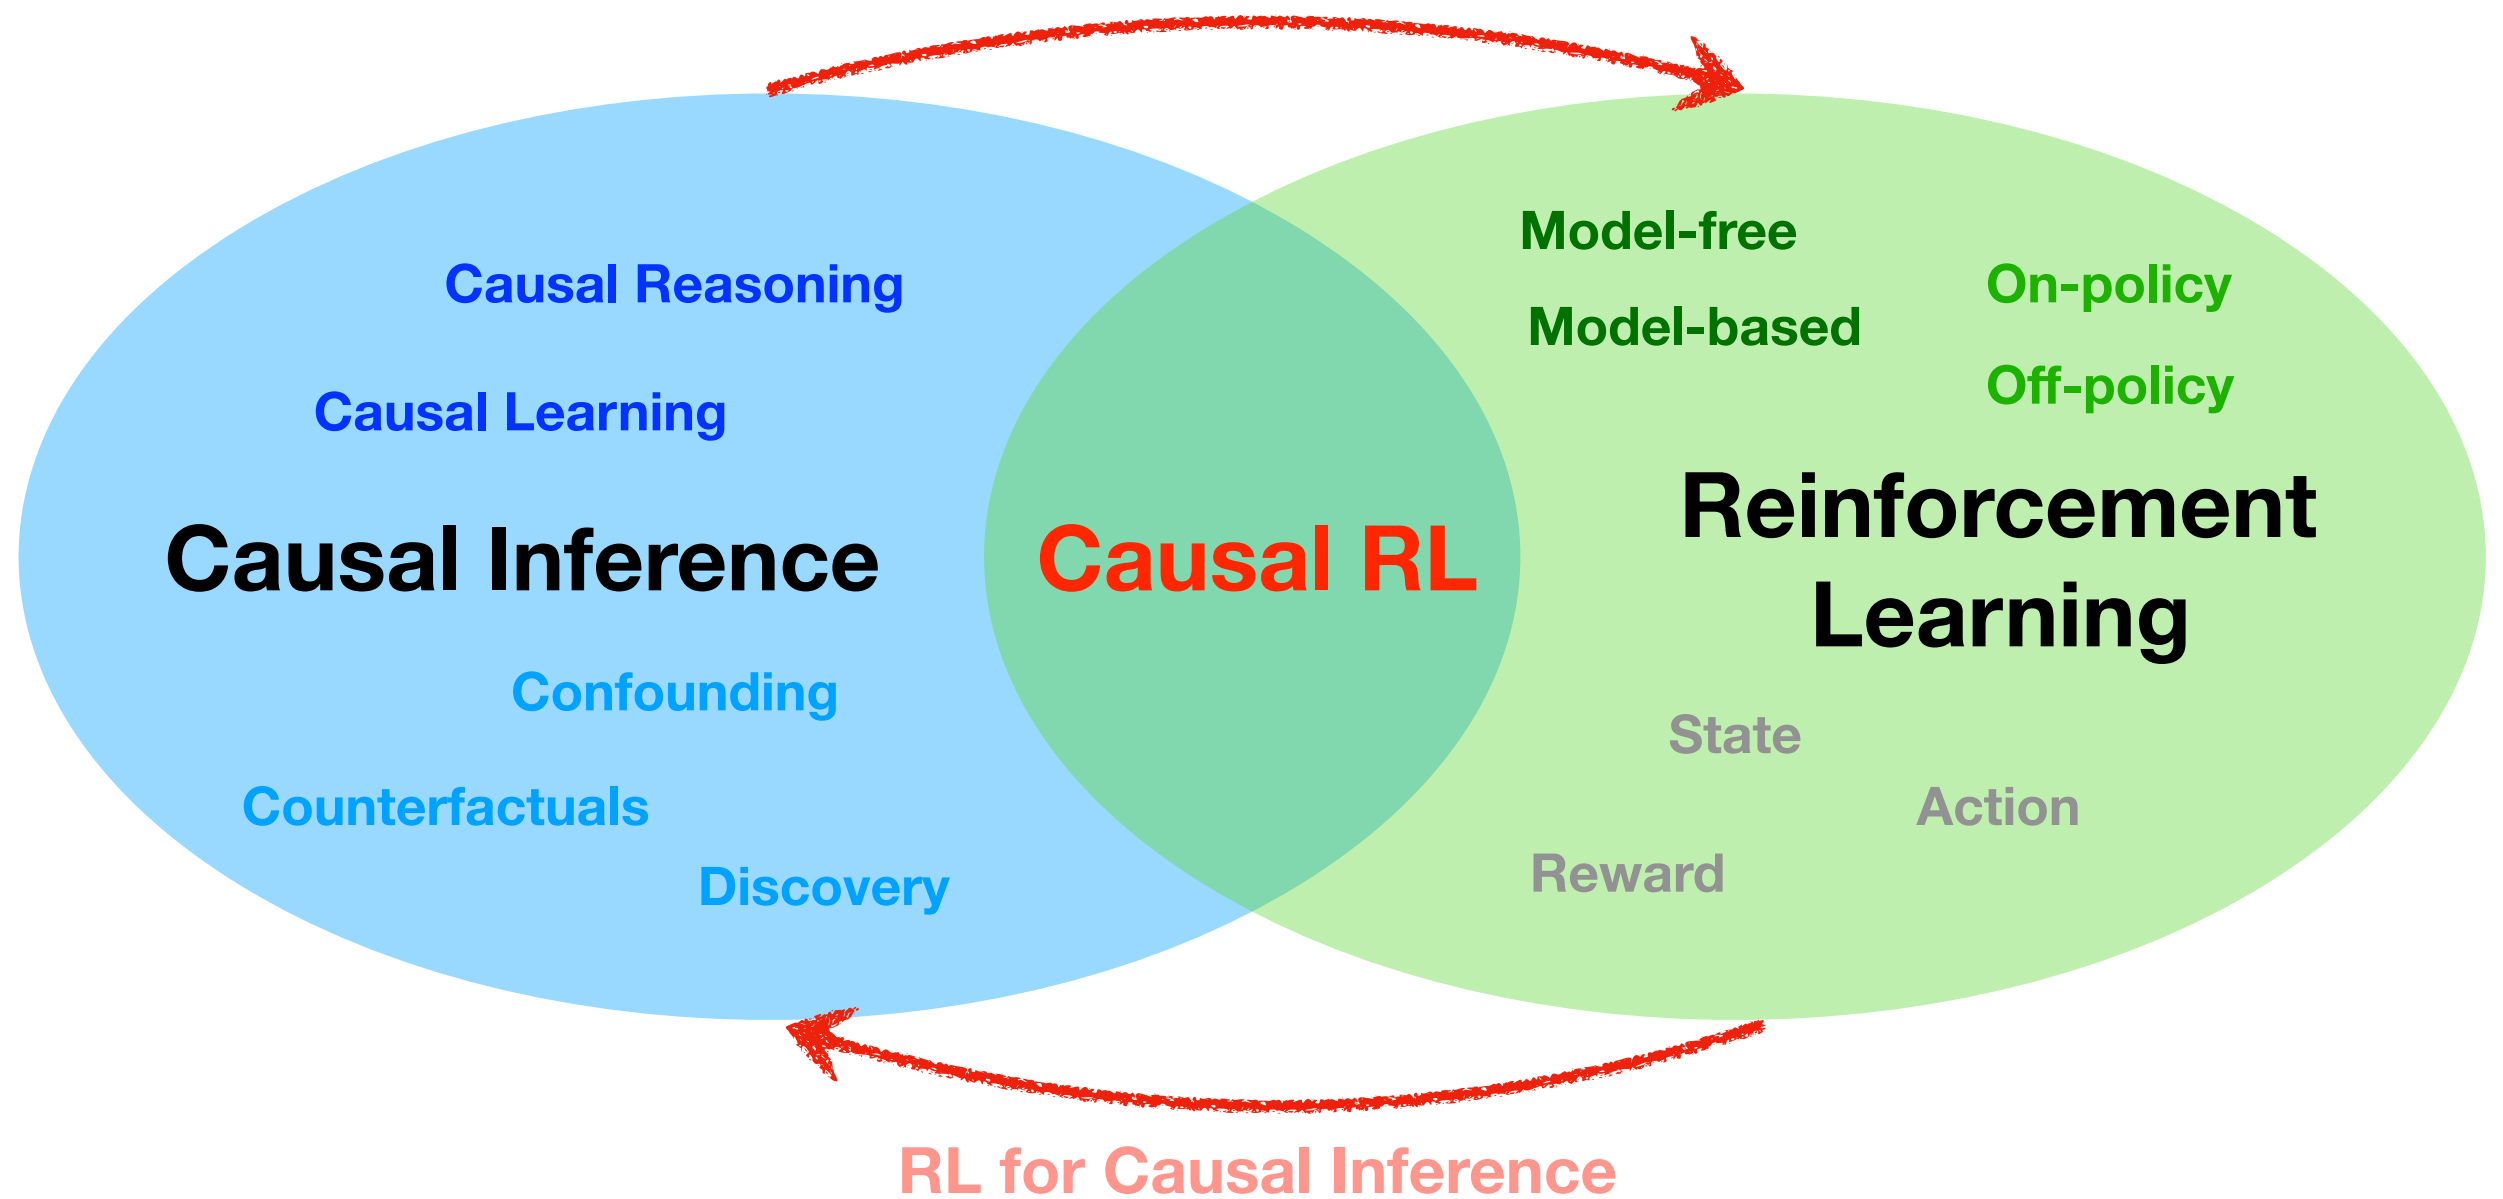 Causal Reasoning
Causal Learning
Causal Inference
Confounding
Counterfactuals
Discovery
Causal RL
Model-free
Model-based
On-policy
Off-policy
Reinforcement
Learning
State
Action
Reward
RL for Causal Inference